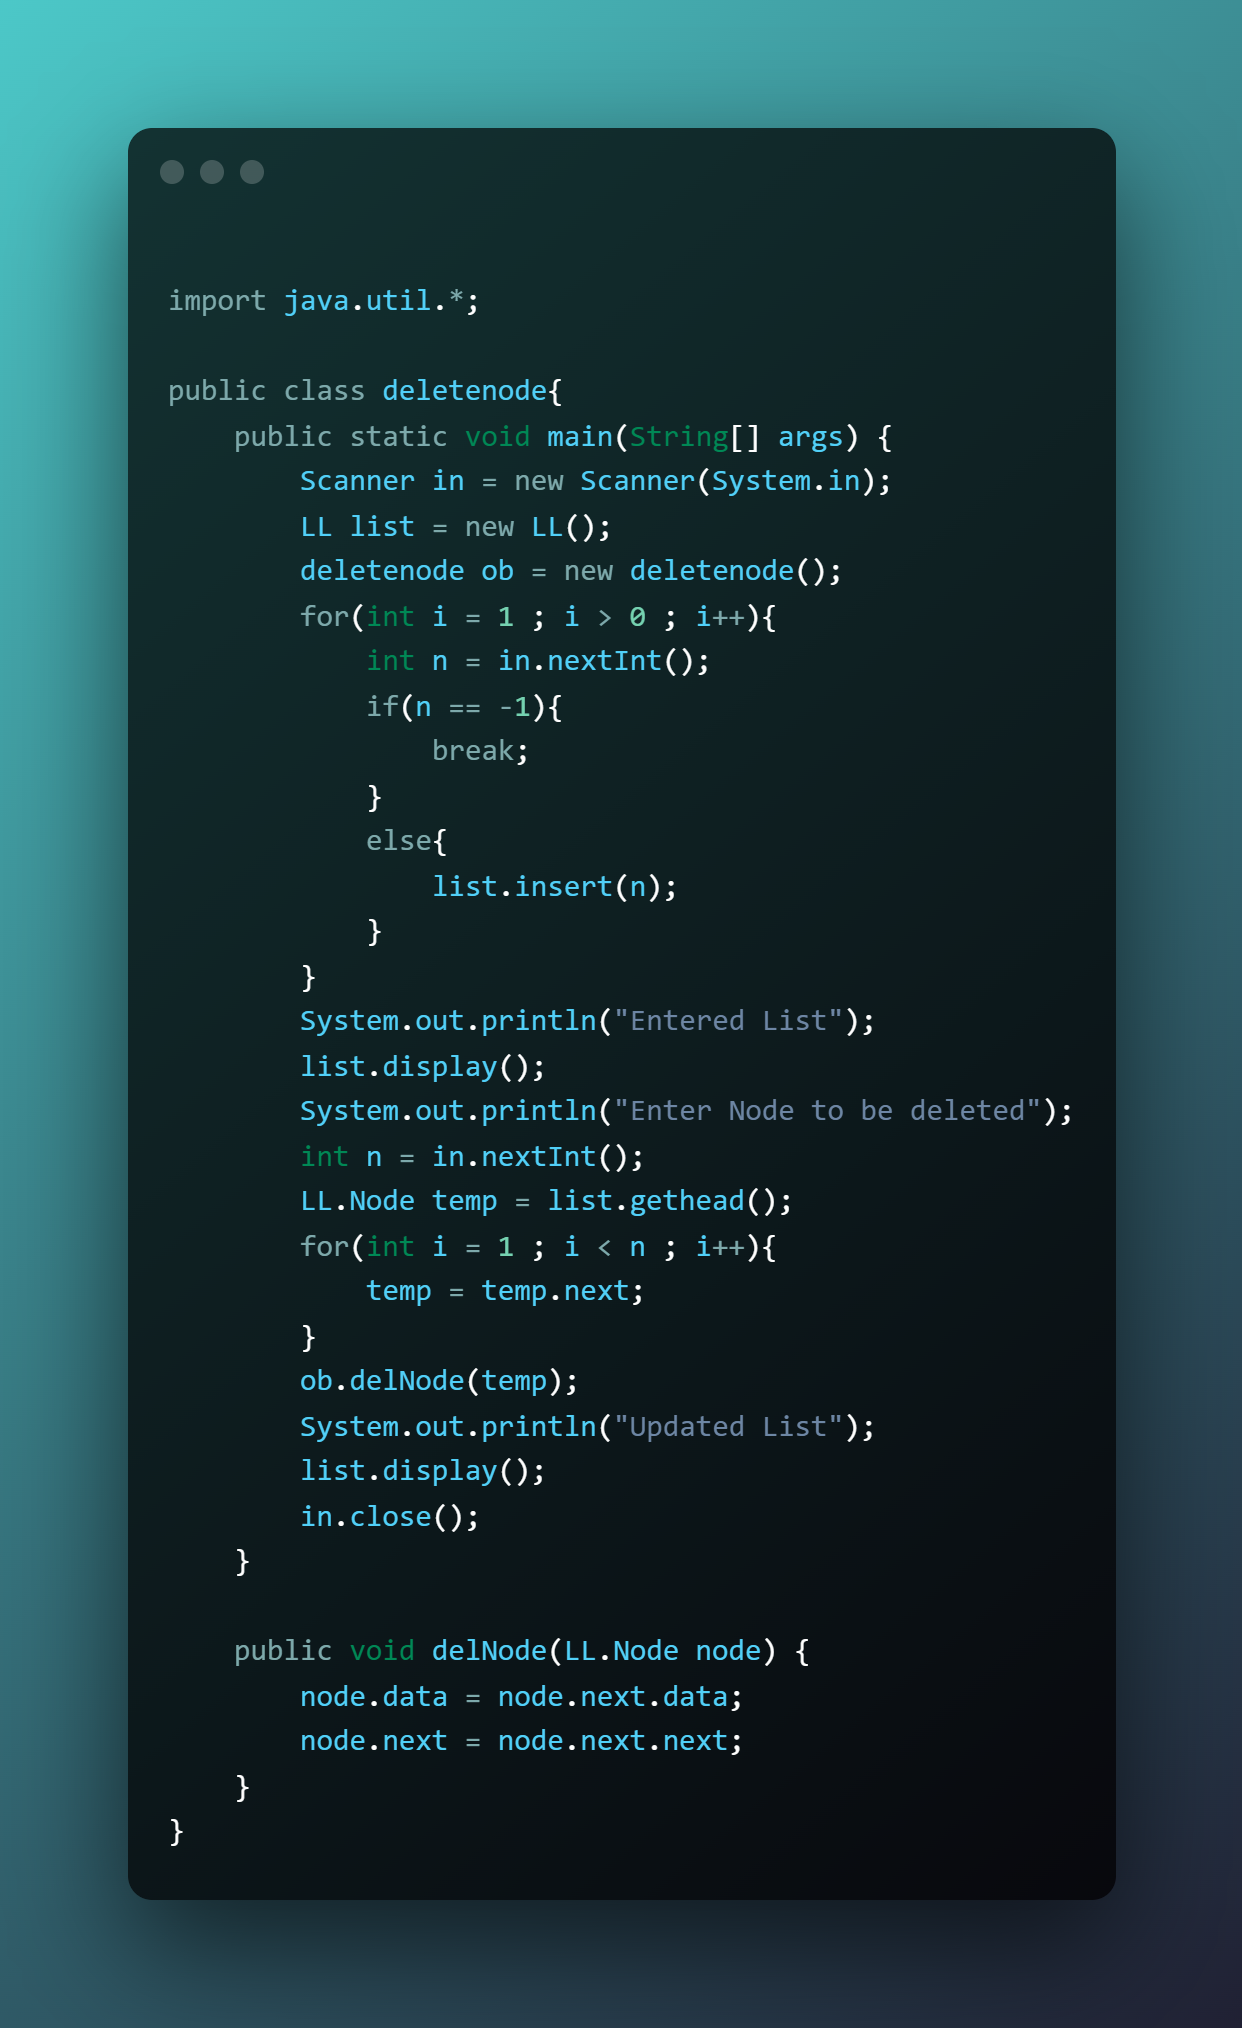 import java.util.*;

public class deletenode{
    public static void main(String[] args) {
        Scanner in = new Scanner(System.in);
        LL list = new LL();
        deletenode ob = new deletenode();
        for(int i = 1 ; i > 0 ; i++){
            int n = in.nextInt();
            if(n == -1){
                break;
            }
            else{
                list.insert(n);
            }
        }
        System.out.println("Entered List");
        list.display();
        System.out.println("Enter Node to be deleted");
        int n = in.nextInt();
        LL.Node temp = list.gethead();
        for(int i = 1 ; i < n ; i++){
            temp = temp.next;
        }
        ob.delNode(temp);
        System.out.println("Updated List");
        list.display();
        in.close();
    }

    public void delNode(LL.Node node) {
        node.data = node.next.data;
        node.next = node.next.next;
    }
}